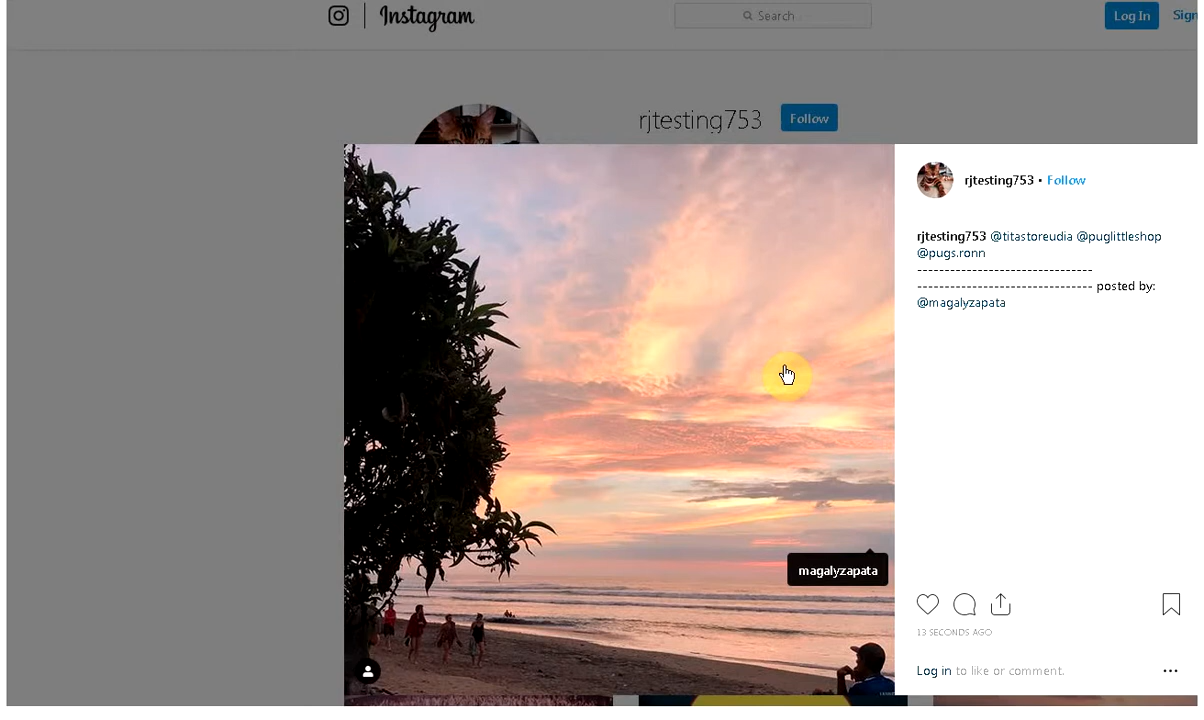 Instagram
Search
Log In
Sign
rjtesting753 Follow
rjtesting753 • Follow
rjtesting753 @titastoreudia @puglittleshop
@pugs.ronn
--------------------------------
-------------------------------- posted by:
@magalyzapata
magalyzapata
13 SECONDS AGO
Log in to like or comment.